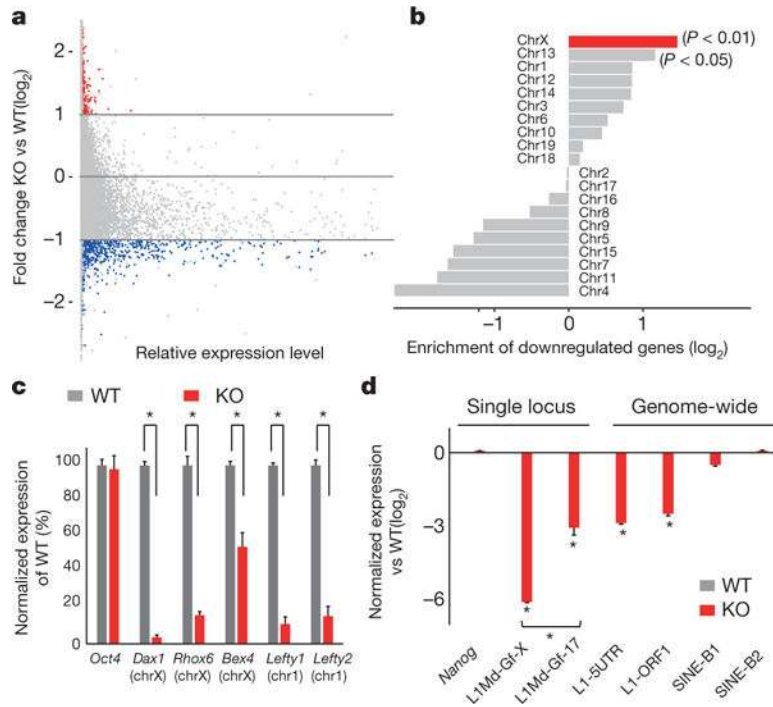 a
Fold change KO vs WT(log2)
2
1
0
−1
−2
Relative expression level
b
ChrX
(P < 0.01)
Chr13
(P < 0.05)
Chr1
Chr12
Chr14
Chr3
Chr6
Chr10
Chr19
Chr18
Chr2
Chr17
Chr16
Chr8
Chr9
Chr5
Chr15
Chr7
Chr11
Chr4
−1 0 1
Enrichment of downregulated genes (log2)
c
WT KO
Normalized expression
of WT (%)
100
80
60
40
20
0
* * * * *
Oct4 Dax1 Rhox6 Bex4 Lefty1 Lefty2
(chrX) (chrX) (chrX) (chr1) (chr1)
d
Single locus Genome-wide
Normalized expression
vs WT(log2)
0
−3
−6
* * * *
*
WT
KO
Nanog
L1Md-Gf-X
L1Md-Gf-17
L1-5UTR
L1-ORF1
SINE-B1
SINE-B2